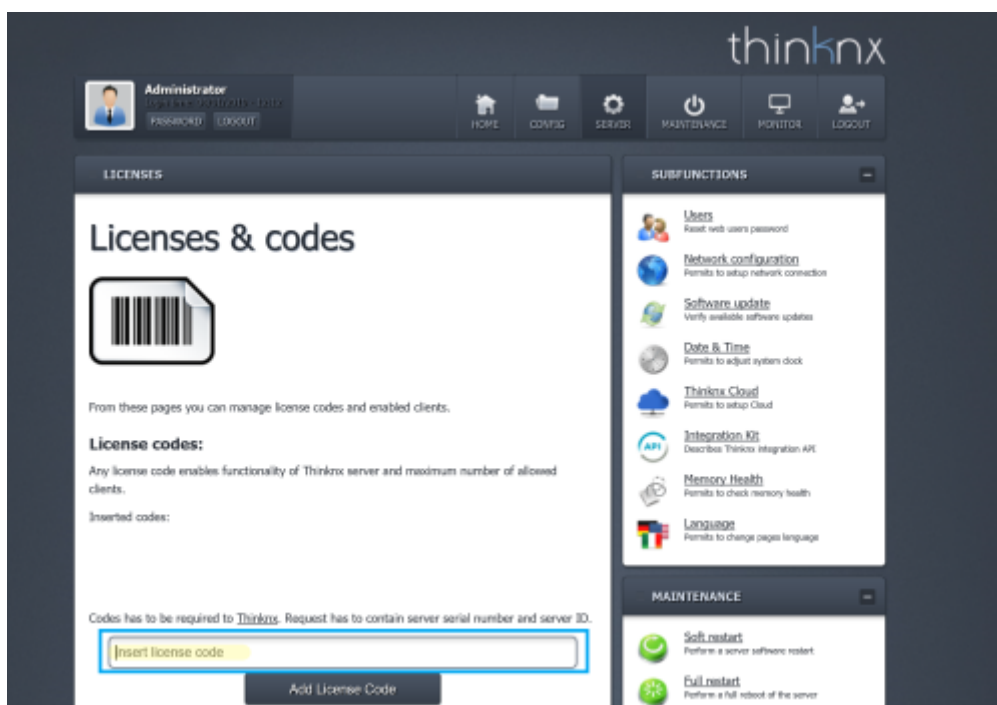 thinknx
Administrator
PASSWORD LOGOUT
HOME CONFIG SERVER MAINTENANCE MONITOR LOGOUT
LICENSES
Licenses & codes
From these pages you can manage license codes and enabled clients.
License codes:
Any license code enables functionality of Thinknx server and maximum number of allowed
clients.
Inserted codes:
Codes has to be required to Thinknx. Request has to contain server serial number and server ID.
Insert license code
Add License Code
SUBFUNCTIONS
Users
Reset web users password
Network configuration
Permits to setup network connection
Software update
Verify available software updates
Date & Time
Permits to adjust system clock
Thinknx Cloud
Permits to setup Cloud
API
Integration Kit
Describes Thinknx integration API
Memory Health
Permits to check memory health
Language
Permits to change pages language
MAINTENANCE
Soft restart
Perform a server software restart
Full restart
Perform a full reboot of the server